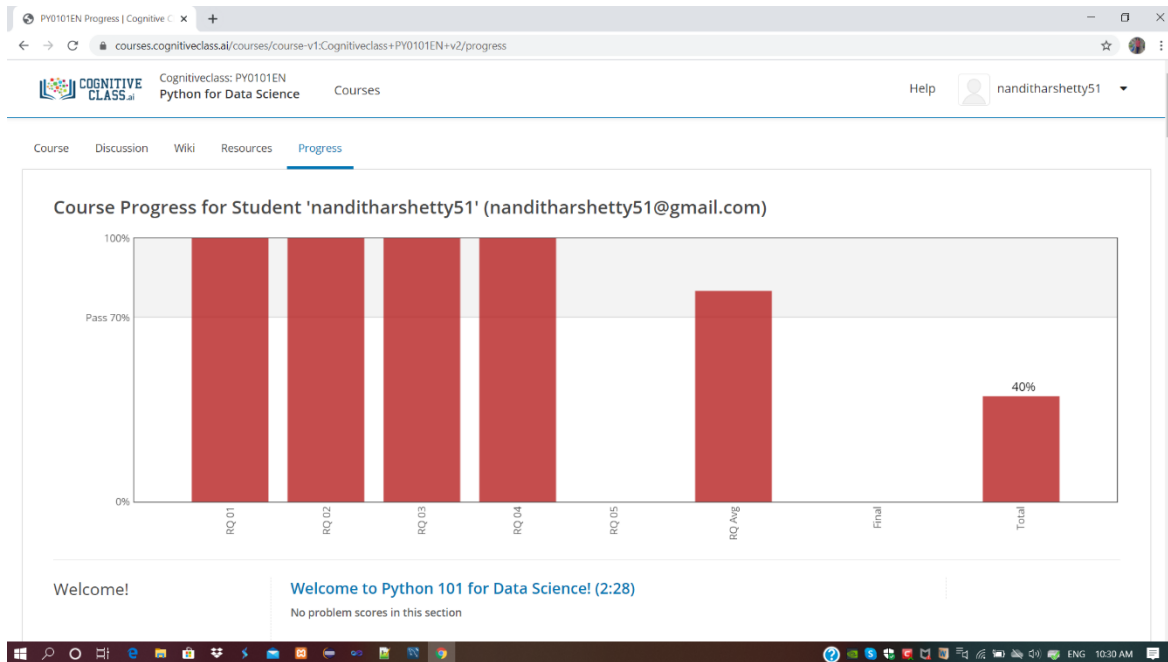 PY0101EN Progress | Cognitive C
courses.cognitiveclass.ai/courses/course-v1:Cognitiveclass+PY0101EN+v2/progress
COGNITIVE
CLASS.ai
Cognitiveclass: PY0101EN
Python for Data Science
Courses
Help
nanditharshetty51
Course Discussion Wiki Resources Progress
Course Progress for Student 'nanditharshetty51' (nanditharshetty51@gmail.com)
100%
Pass 70%
40%
0%
RQ 01
RQ 02
RQ 03
RQ 04
RQ 05
RQ Avg
Final
Total
Welcome!
Welcome to Python 101 for Data Science! (2:28)
No problem scores in this section
ENG 10:30 AM